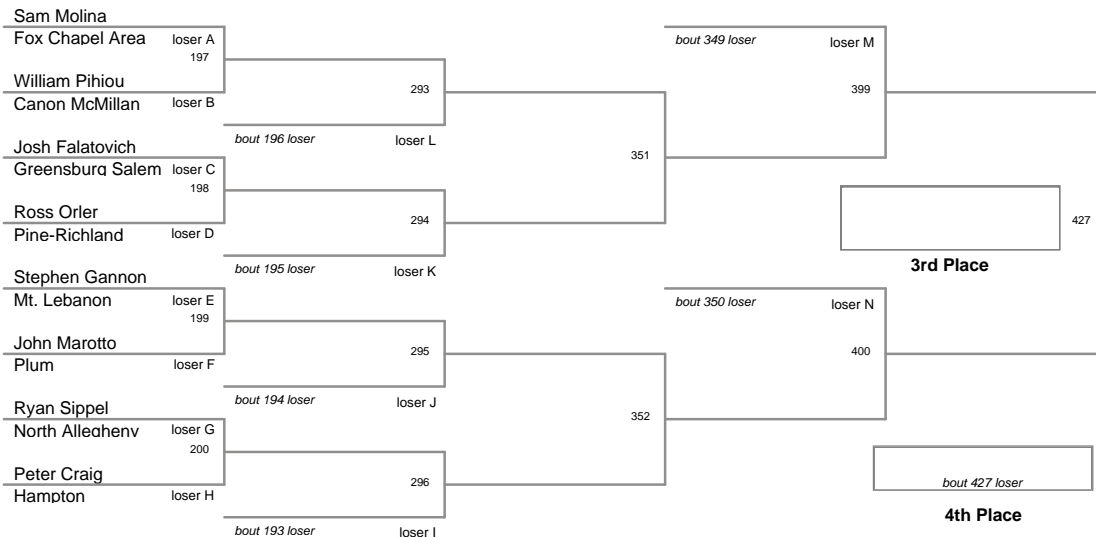 Sam Molina
Fox Chapel Area loser A
197
William Pihiou
Canon McMillan loser B
bout 196 loser
293
loser L
Josh Falatovich
Greensburg Salem loser C
198
Ross Orler
Pine-Richland loser D
bout 195 loser
294
loser K
351
Stephen Gannon
Mt. Lebanon loser E
199
John Marotto
Plum loser F
bout 194 loser
295
loser J
Ryan Sippel
North Allegheny loser G
200
Peter Craig
Hampton loser H
bout 193 loser
296
loser I
352
bout 349 loser loser M
399
427
3rd Place
bout 350 loser loser N
400
bout 427 loser
4th Place